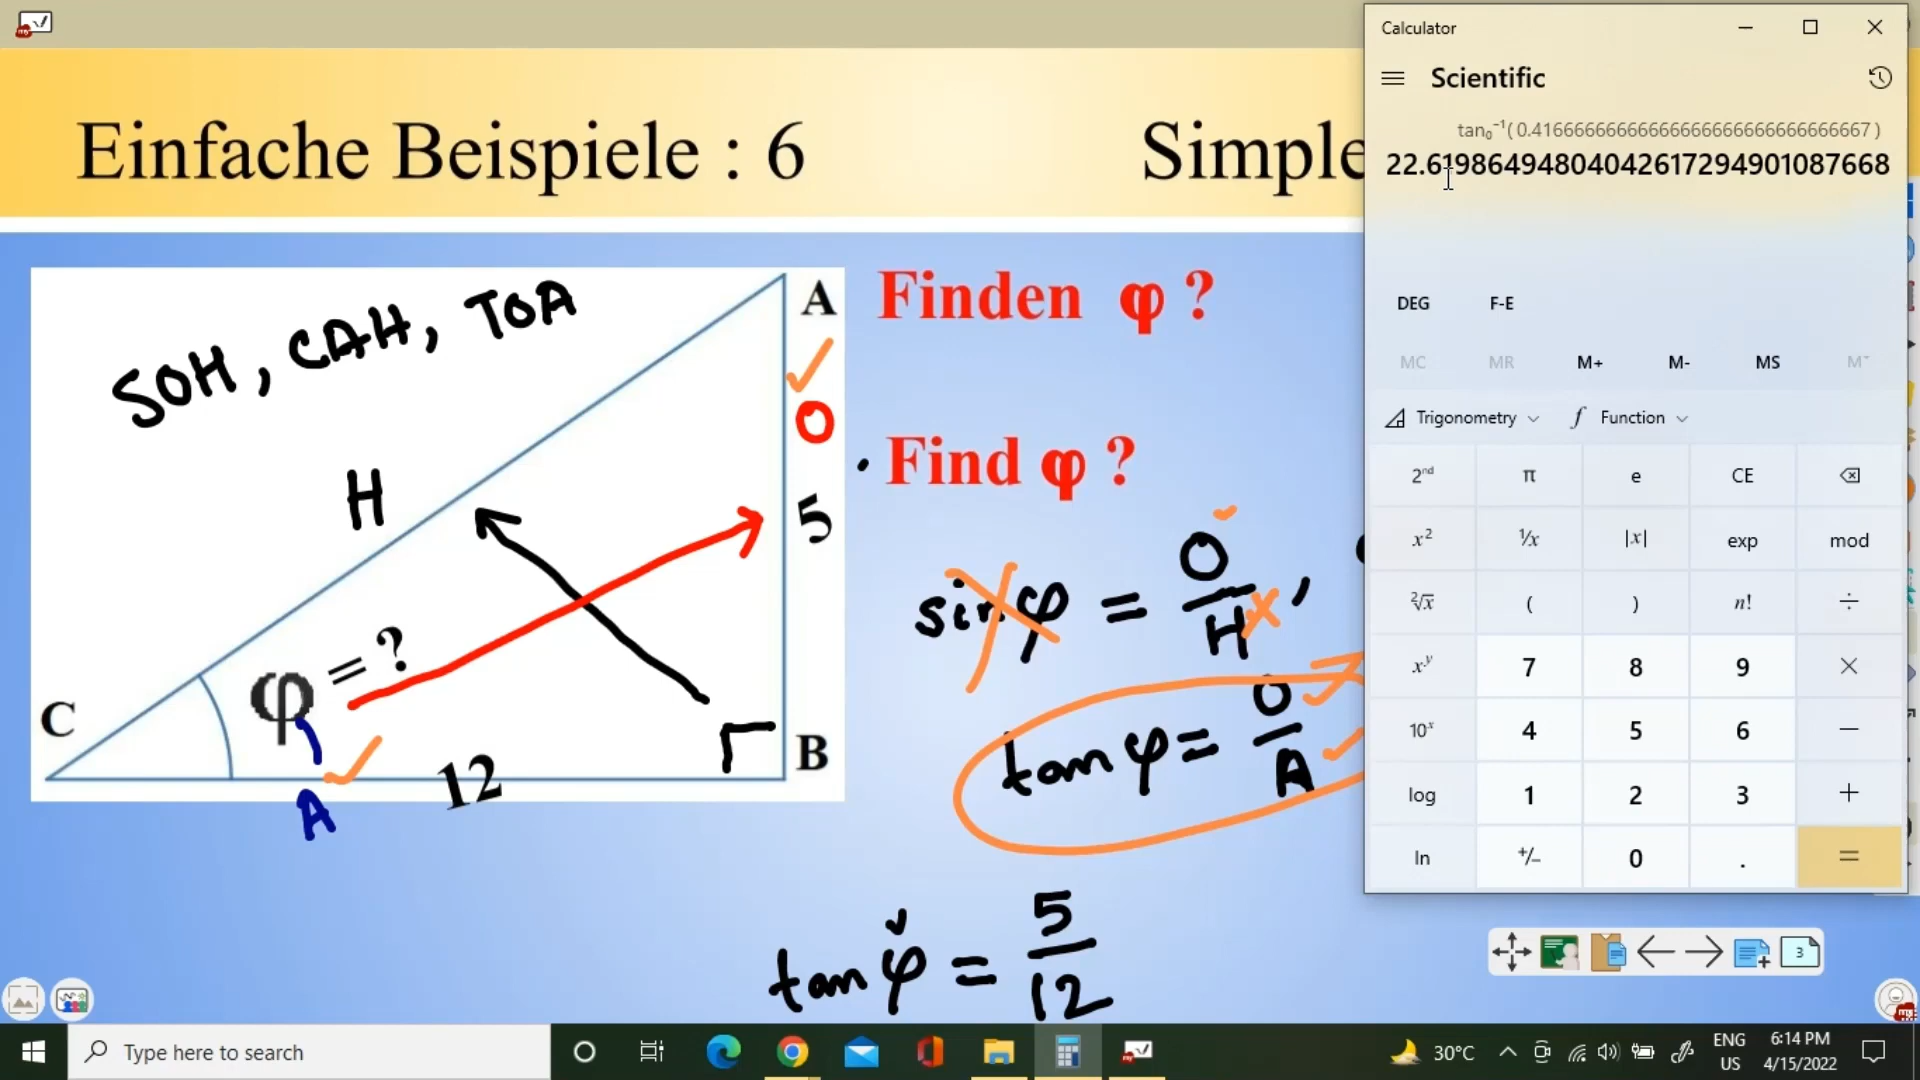 Einfache Beispiele : 6
Simple
SOH, CAH, TOA
A
O
5
H
φ = ?
C
B
A
12
Finden φ ?
. Find φ ?
sin φ = O/H ,
tan φ = O/A
tan φ = 5/12
Calculator
Scientific
tan₀⁻¹( 0.41666666666666666666666666666667 )
22.61986494804042617294901087668
DEG F-E
MC MR M+ M- MS M˅
Trigonometry Function
2ⁿᵈ π e CE
x² ¹/x |x| exp mod
²√x ( ) n! ÷
xʸ 7 8 9 ×
10ˣ 4 5 6 −
log 1 2 3 +
ln +/− 0 . =
3
Type here to search
30°C
ENG
US
6:14 PM
4/15/2022